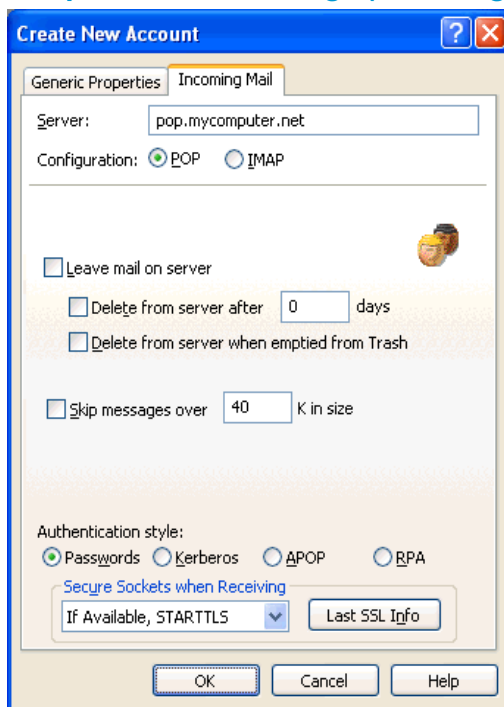 Create New Account
Generic Properties Incoming Mail
Server: pop.mycomputer.net
Configuration: POP IMAP
Leave mail on server
Delete from server after 0 days
Delete from server when emptied from Trash
Skip messages over 40 K in size
Authentication style:
Passwords Kerberos APOP RPA
Secure Sockets when Receiving
If Available, STARTTLS Last SSL Info
OK Cancel Help